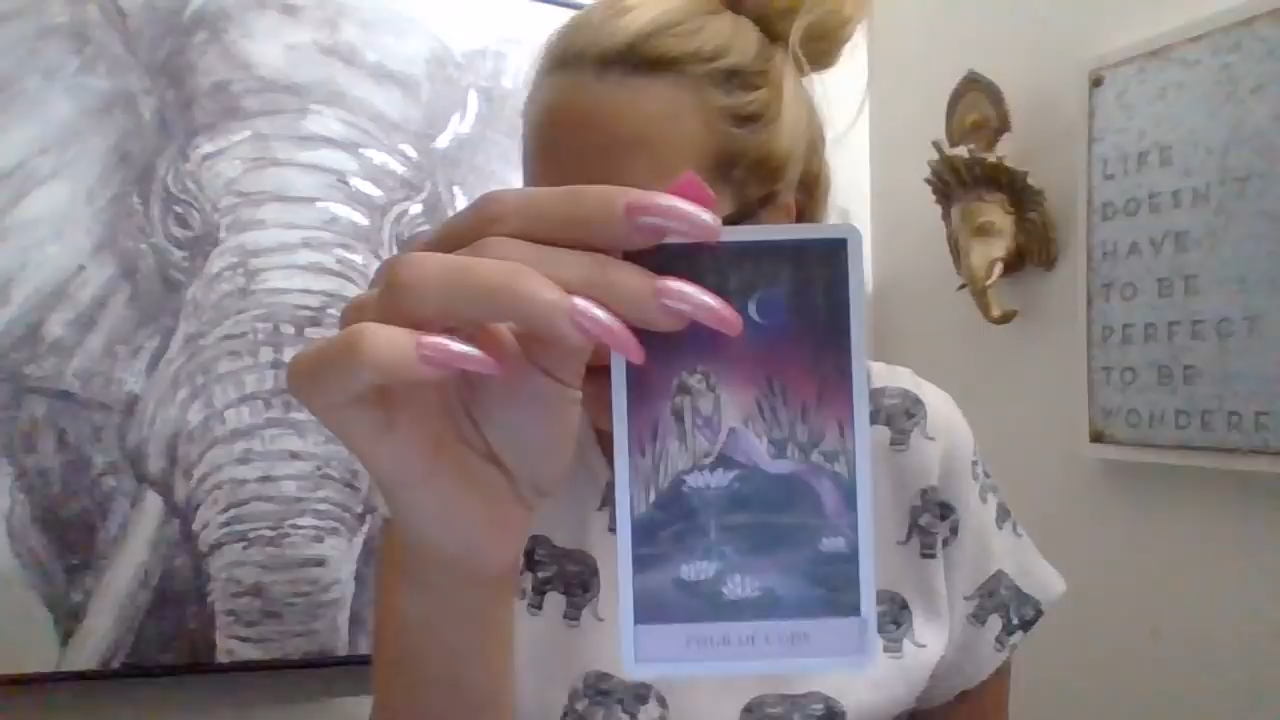 FOUR OF CUPS
LIFE
DOESN'T
HAVE
TO BE
PERFECT
TO BE
WONDERF